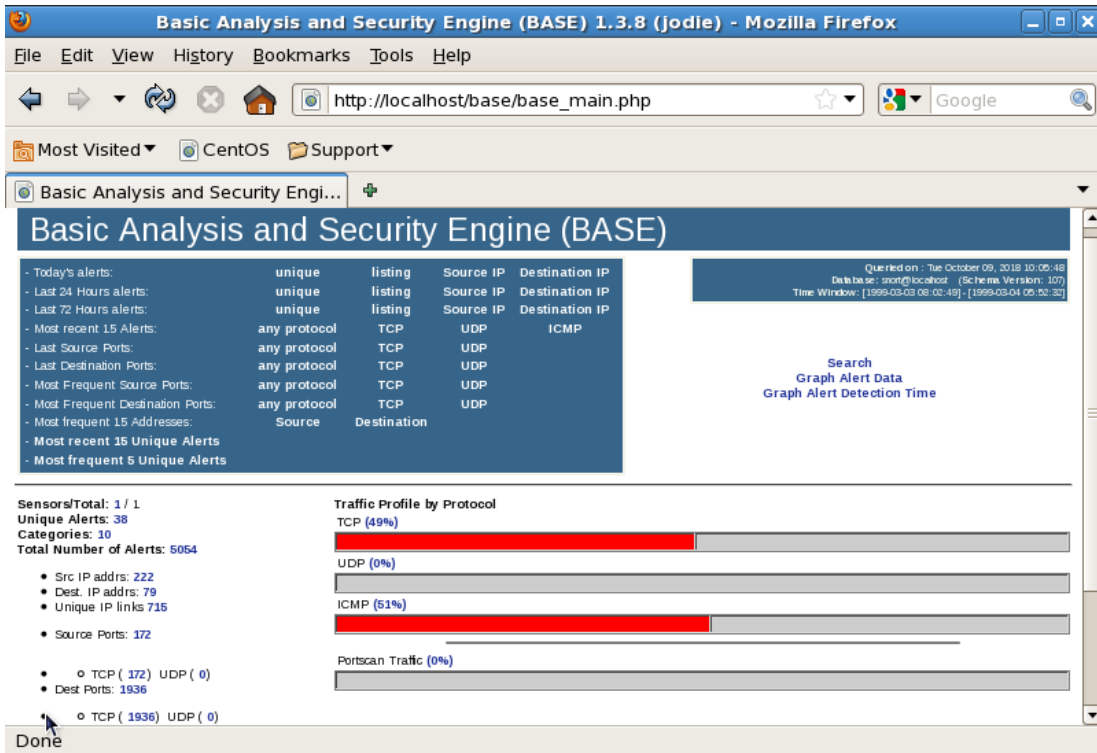 Basic Analysis and Security Engine (BASE) 1.3.8 (jodie) - Mozilla Firefox
File Edit View History Bookmarks Tools Help
http://localhost/base/base_main.php
Google
Most Visited CentOS Support
Basic Analysis and Security Engi...
Basic Analysis and Security Engine (BASE)
- Today's alerts: unique listing Source IP Destination IP
- Last 24 Hours alerts: unique listing Source IP Destination IP
- Last 72 Hours alerts: unique listing Source IP Destination IP
- Most recent 15 Alerts: any protocol TCP UDP ICMP
- Last Source Ports: any protocol TCP UDP
- Last Destination Ports: any protocol TCP UDP
- Most Frequent Source Ports: any protocol TCP UDP
- Most Frequent Destination Ports: any protocol TCP UDP
- Most frequent 15 Addresses: Source Destination
- Most recent 15 Unique Alerts
- Most frequent 5 Unique Alerts
Queried on : Tue October 09, 2018 10:05:48
Database: snort@localhost (Schema Version: 107)
Time Window: [1999-03-03 08:02:49] - [1999-03-04 05:52:32]
Search
Graph Alert Data
Graph Alert Detection Time
Sensors/Total: 1 / 1
Unique Alerts: 38
Categories: 10
Total Number of Alerts: 5054
Src IP addrs: 222
Dest. IP addrs: 79
Unique IP links 715
Source Ports: 172
TCP ( 172) UDP ( 0)
Dest Ports: 1936
TCP ( 1936) UDP ( 0)
Traffic Profile by Protocol
TCP (49%)
UDP (0%)
ICMP (51%)
Portscan Traffic (0%)
Done